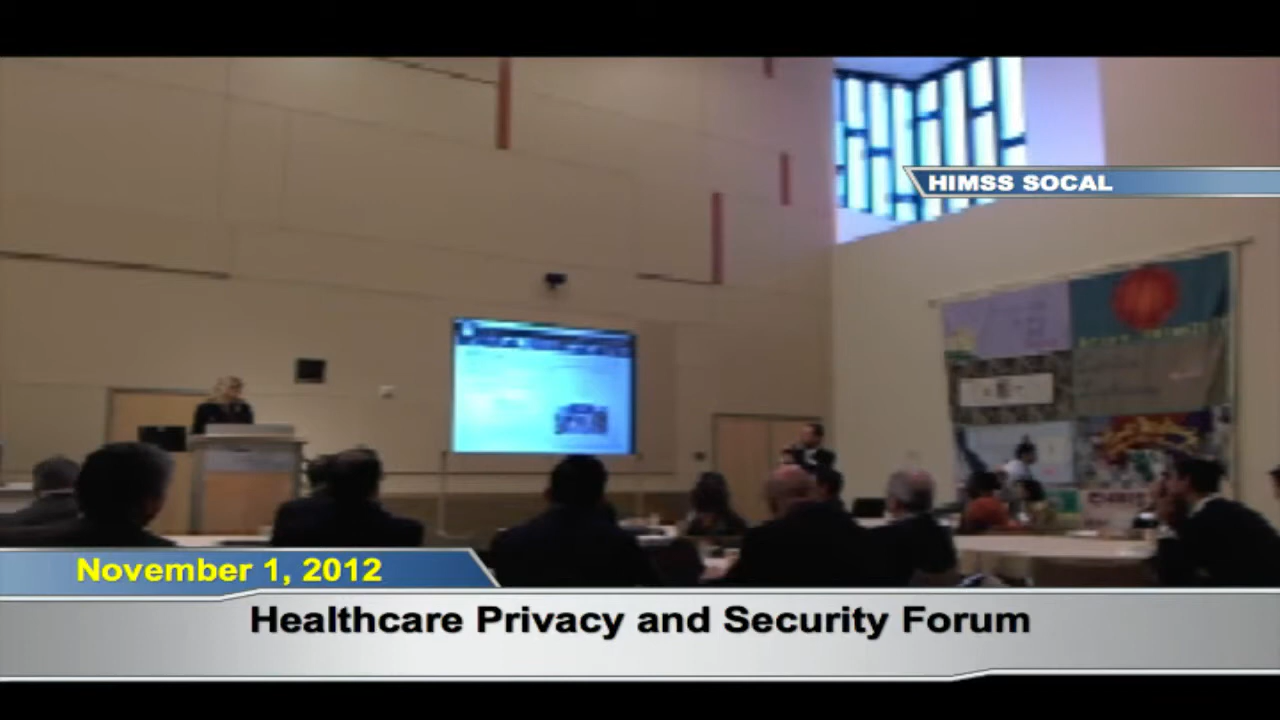 HIMSS SOCAL
November 1, 2012
Healthcare Privacy and Security Forum